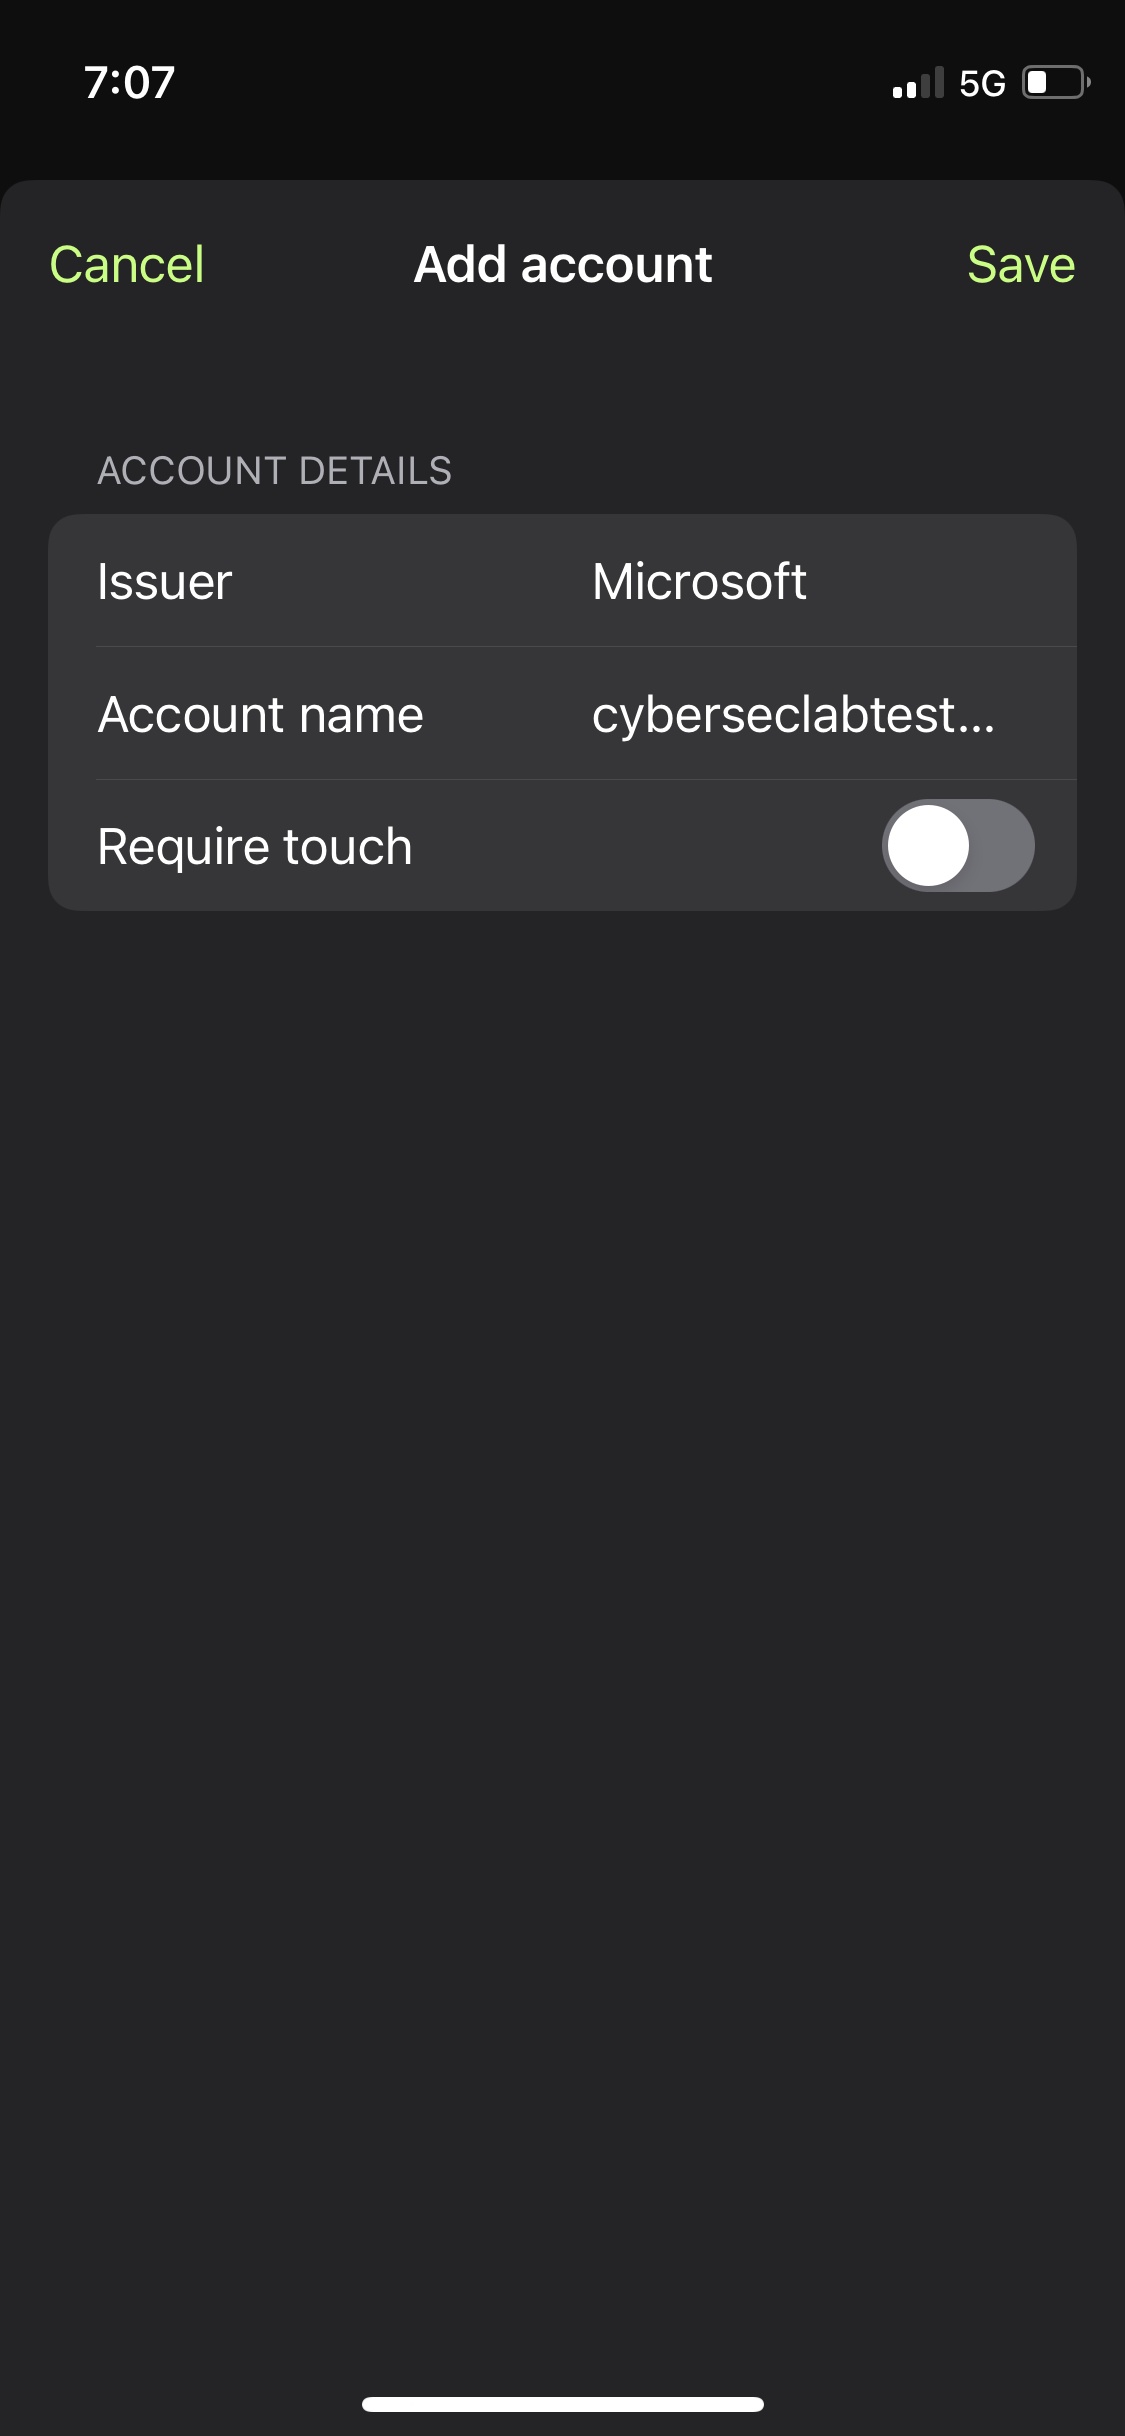 7:07
5G
Cancel
Add account
Save
ACCOUNT DETAILS
Issuer
Microsoft
Account name
cyberseclabtest...
Require touch